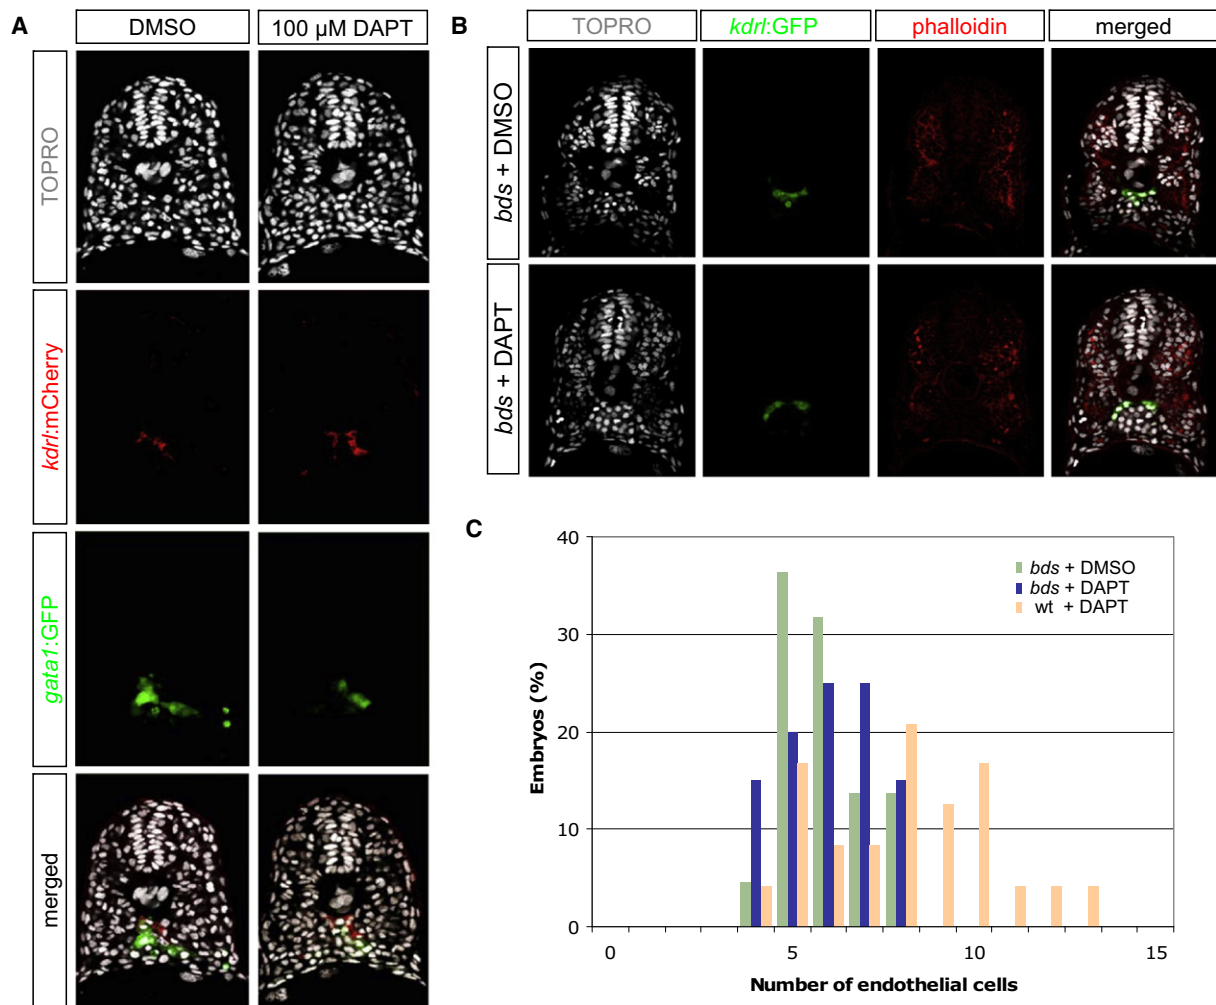 A
DMSO
100 µM DAPT
TOPRO
kdrl:mCherry
gata1:GFP
merged
B
TOPRO
kdrl:GFP
phalloidin
merged
bds + DMSO
bds + DAPT
C
40
30
20
10
0
Embryos (%)
bds + DMSO
bds + DAPT
wt + DAPT
0
5
10
15
Number of endothelial cells